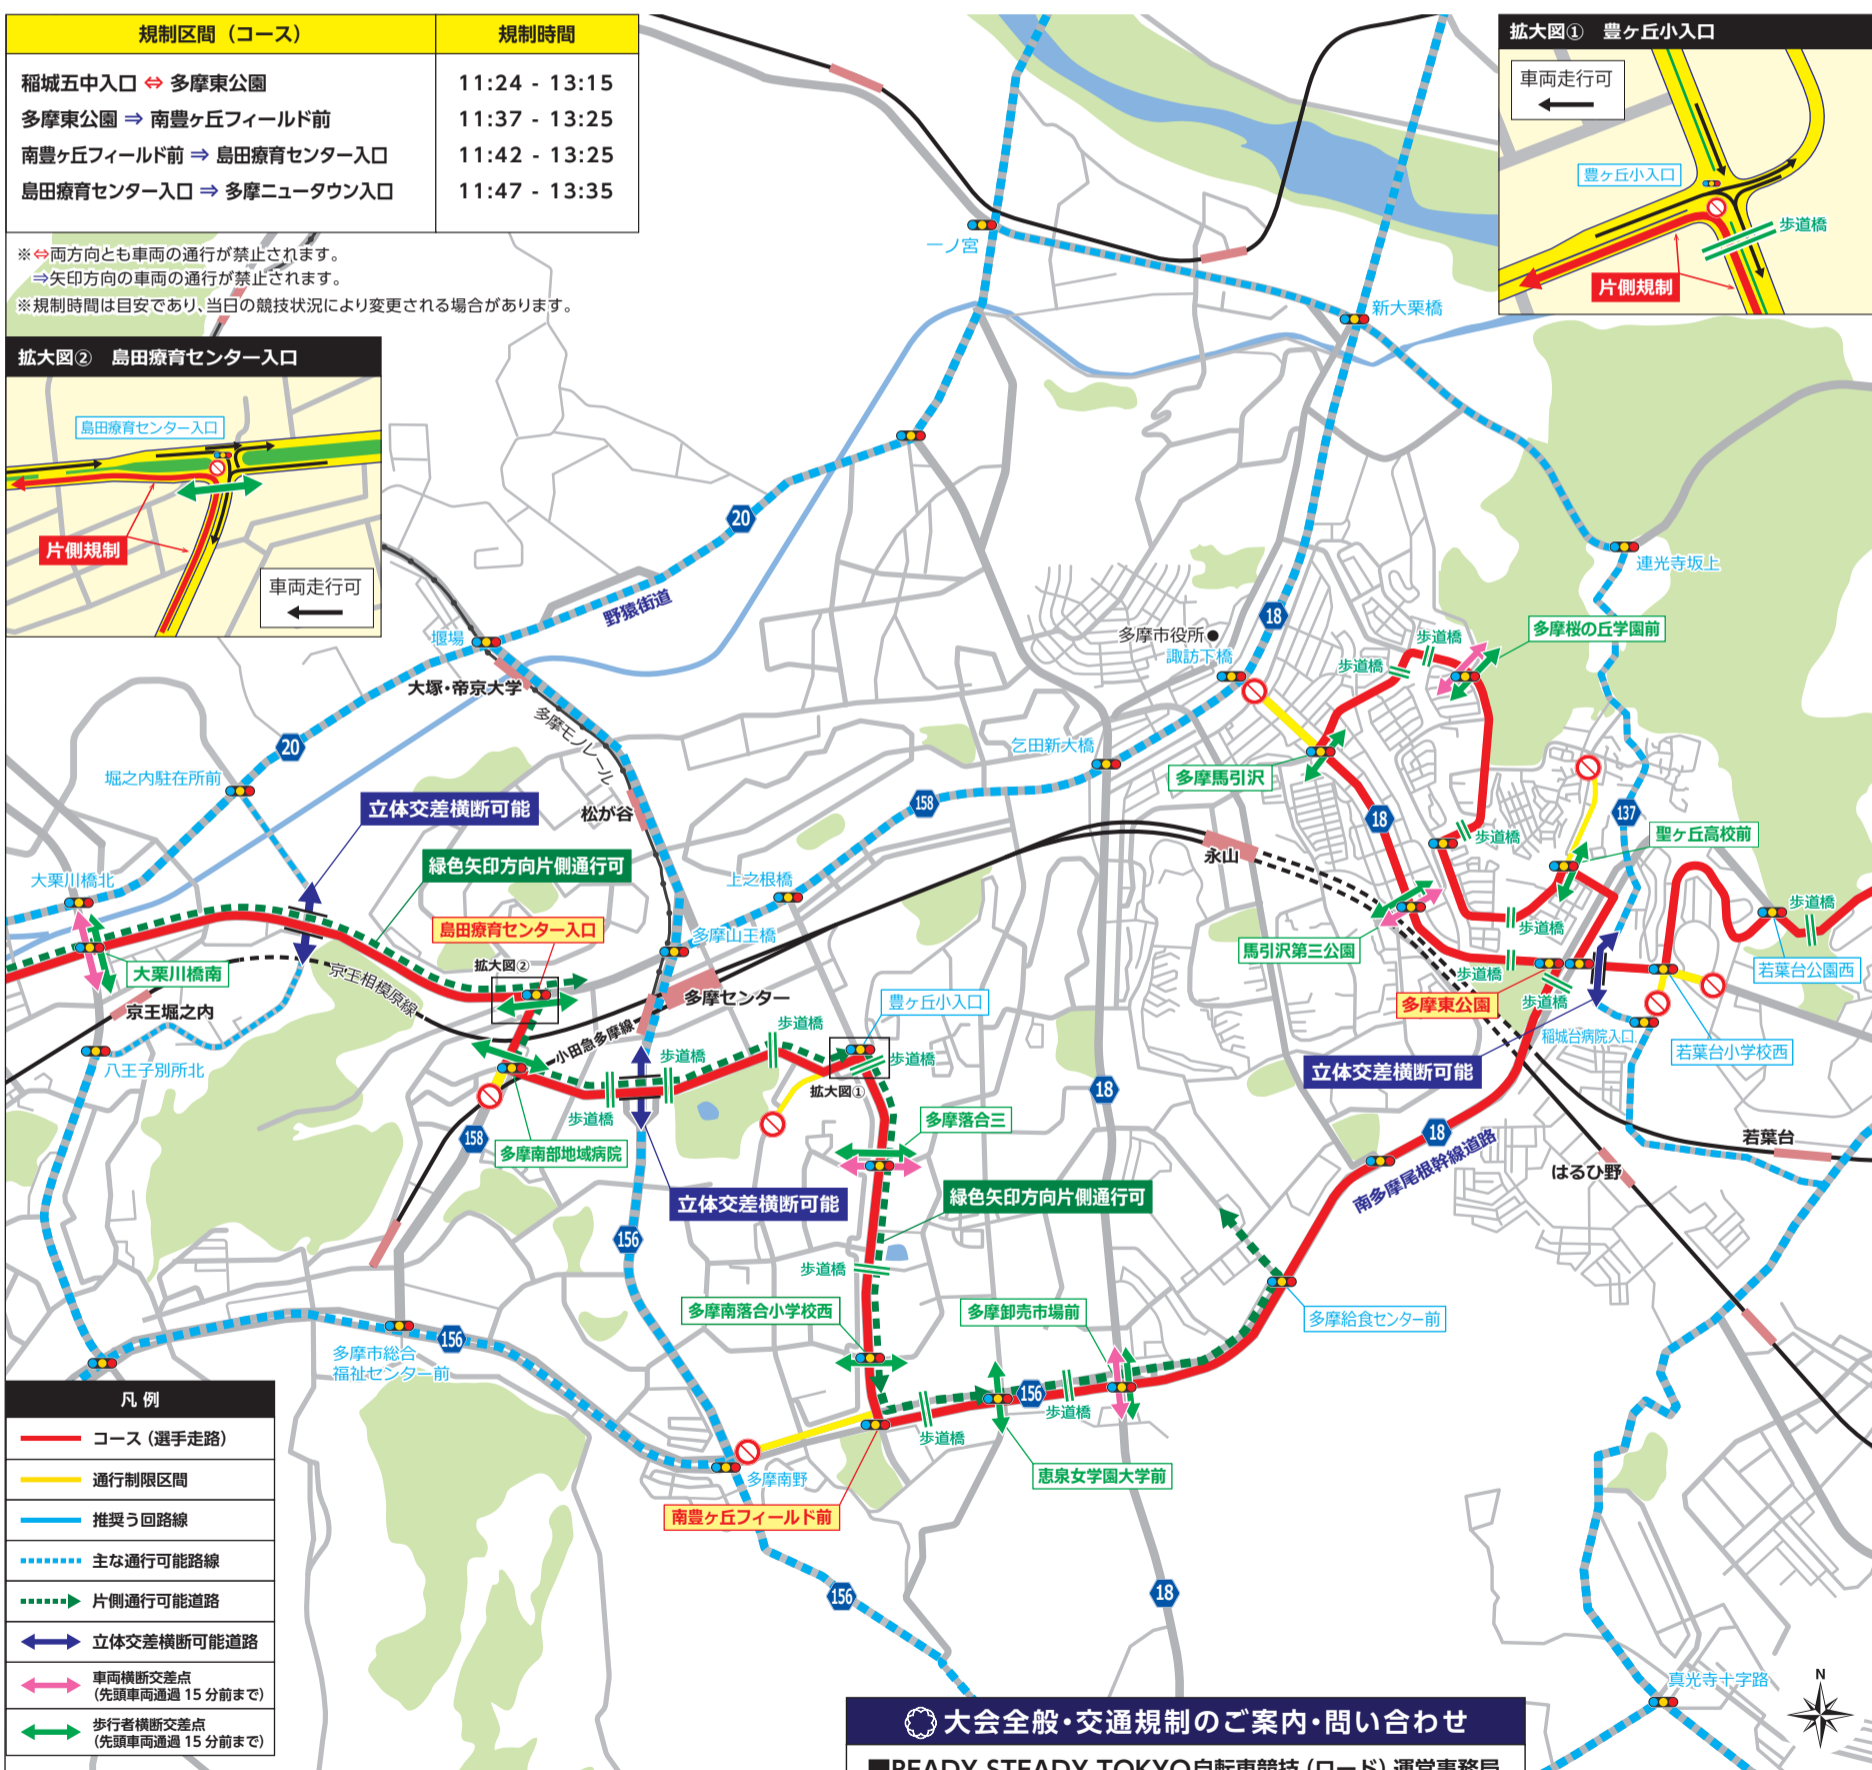 規制区間（コース）
規制時間
稲城五中入口 ⇔ 多摩東公園
11:24 - 13:15
多摩東公園 ⇒ 南豊ヶ丘フィールド前
11:37 - 13:25
南豊ヶ丘フィールド前 ⇒ 島田療育センター入口
11:42 - 13:25
島田療育センター入口 ⇒ 多摩ニュータウン入口
11:47 - 13:35
※⇔両方向とも車両の通行が禁止されます。
⇒矢印方向の車両の通行が禁止されます。
※規制時間は目安であり、当日の競技状況により変更される場合があります。
拡大図① 豊ヶ丘小入口
車両走行可
豊ヶ丘小入口
歩道橋
片側規制
拡大図② 島田療育センター入口
島田療育センター入口
片側規制
車両走行可
一ノ宮
新大栗橋
連光寺坂上
20
野猿街道
堰場
大塚・帝京大学
多摩モノレール
松が谷
20
堀之内駐在所前
多摩市役所
諏訪下橋
18
歩道橋
歩道橋
多摩桜の丘学園前
乞田新大橋
多摩馬引沢
158
18
137
歩道橋
聖ヶ丘高校前
永山
立体交差横断可能
緑色矢印方向片側通行可
大栗川橋北
上之根橋
島田療育センター入口
多摩山王橋
拡大図②
大栗川橋南
京王相模原線
京王堀之内
多摩センター
豊ヶ丘小入口
馬引沢第三公園
歩道橋
歩道橋
歩道橋
若葉台公園西
多摩東公園
歩道橋
稲城台病院入口
若葉台小学校西
立体交差横断可能
八王子別所北
小田急多摩線
歩道橋
歩道橋
歩道橋
拡大図①
歩道橋
18
158
多摩南部地域病院
多摩落合三
18
南多摩尾根幹線道路
若葉台
はるひ野
立体交差横断可能
緑色矢印方向片側通行可
156
歩道橋
多摩南落合小学校西
多摩卸売市場前
多摩給食センター前
156
多摩市総合
福祉センター前
156
歩道橋
歩道橋
多摩南野
恵泉女学園大学前
南豊ヶ丘フィールド前
156
18
真光寺十字路
N
凡例
コース（選手走路）
通行制限区間
推奨う回路線
主な通行可能路線
片側通行可能道路
立体交差横断可能道路
車両横断交差点
（先頭車両通過 15 分前まで）
歩行者横断交差点
（先頭車両通過 15 分前まで）
大会全般・交通規制のご案内・問い合わせ
■READY STEADY TOKYO自転車競技（ロード）運営事務局